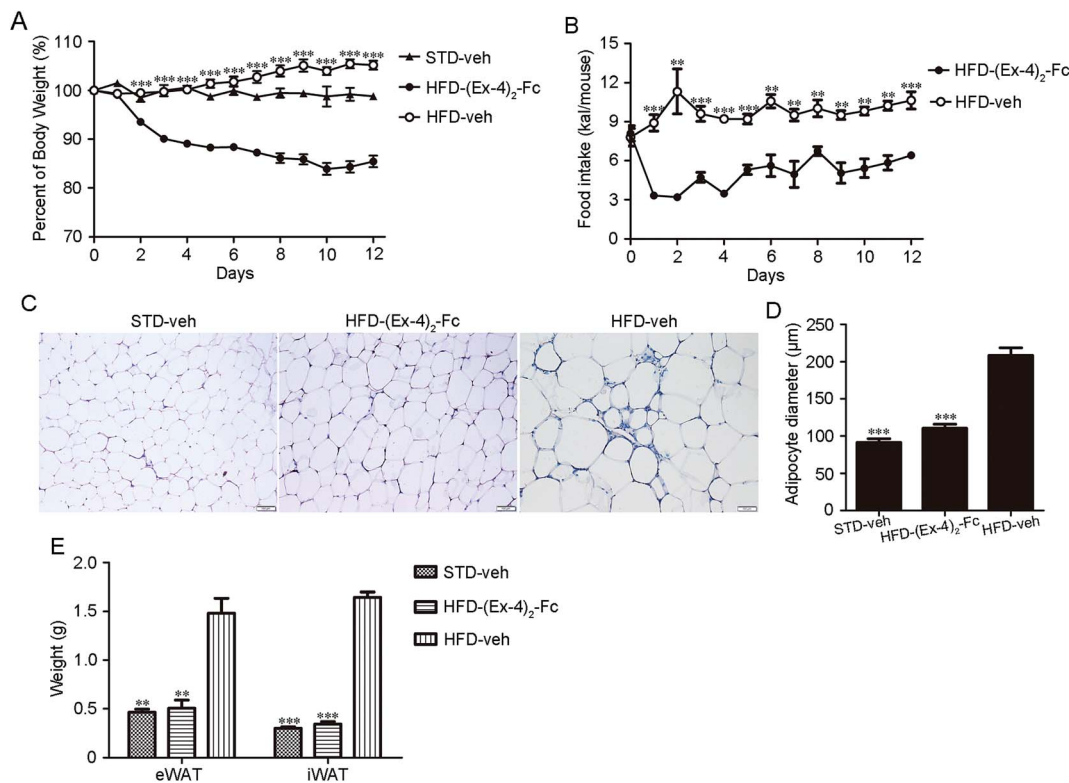 A
Percent of Body Weight (%)
110
100
90
80
70
*** *** *** *** *** *** *** *** *** *** ***
0 2 4 6 8 10 12
Days
STD-veh
HFD-(Ex-4)₂-Fc
HFD-veh
B
Food intake (kal/mouse)
15
12
9
6
3
0
*** ** *** *** *** ** ** ** ** ** ** **
0 2 4 6 8 10 12
Days
HFD-(Ex-4)₂-Fc
HFD-veh
C
STD-veh HFD-(Ex-4)₂-Fc HFD-veh
D
Adipocyte diameter (μm)
250
200
150
100
50
0
*** ***
STD-veh HFD-(Ex-4)₂-Fc HFD-veh
E
Weight (g)
2.0
1.5
1.0
0.5
0
** ** *** ***
eWAT iWAT
STD-veh
HFD-(Ex-4)₂-Fc
HFD-veh